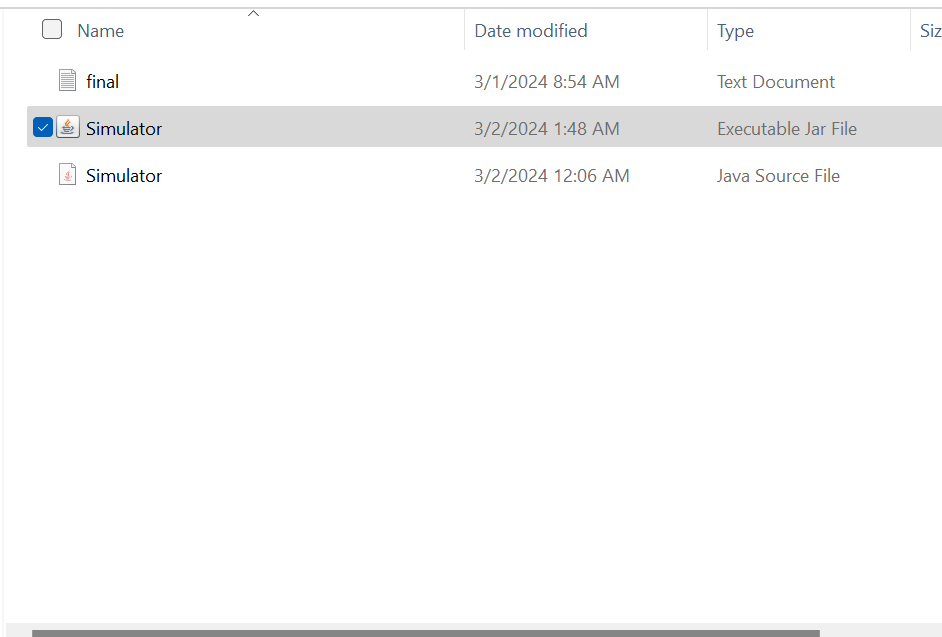 Name Date modified Type Siz
final 3/1/2024 8:54 AM Text Document
Simulator 3/2/2024 1:48 AM Executable Jar File
Simulator 3/2/2024 12:06 AM Java Source File